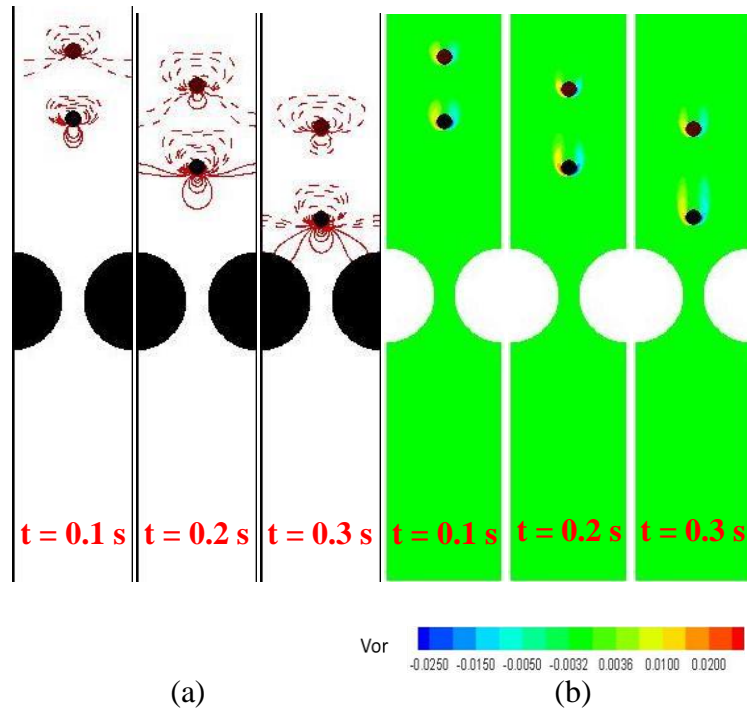 t = 0.1 s t = 0.2 s t = 0.3 s t = 0.1 s t = 0.2 s t = 0.3 s
Vor
-0.0250 -0.0150 -0.0050 -0.0032 0.0036 0.0100 0.0200
(a) (b)